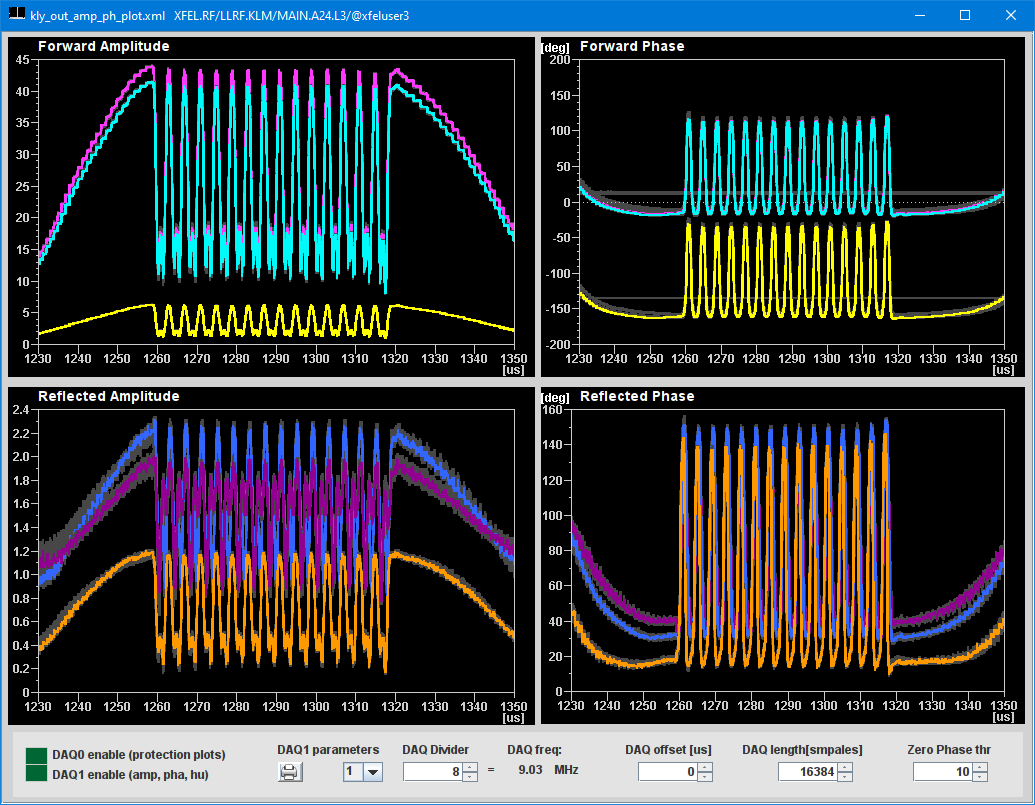 kly_out_amp_ph_plot.xml XFEL.RF/LLRF.KLM/MAIN.A24.L3/@xfeluser3
Forward Amplitude
45
40
35
30
25
20
15
10
5
0
1230 1240 1250 1260 1270 1280 1290 1300 1310 1320 1330 1340 1350
[us]
[deg] Forward Phase
200
150
100
50
0
-50
-100
-150
-200
1230 1240 1250 1260 1270 1280 1290 1300 1310 1320 1330 1340 1350
[us]
Reflected Amplitude
2.4
2.2
2.0
1.8
1.6
1.4
1.2
1.0
0.8
0.6
0.4
0.2
0
1230 1240 1250 1260 1270 1280 1290 1300 1310 1320 1330 1340 1350
[us]
[deg] Reflected Phase
160
140
120
100
80
60
40
20
0
1230 1240 1250 1260 1270 1280 1290 1300 1310 1320 1330 1340 1350
[us]
DAQ0 enable (protection plots)
DAQ1 enable (amp, pha, hu)
DAQ1 parameters DAQ Divider DAQ freq: DAQ offset [us] DAQ length[smpales] Zero Phase thr
1 8 = 9.03 MHz 0 16384 10